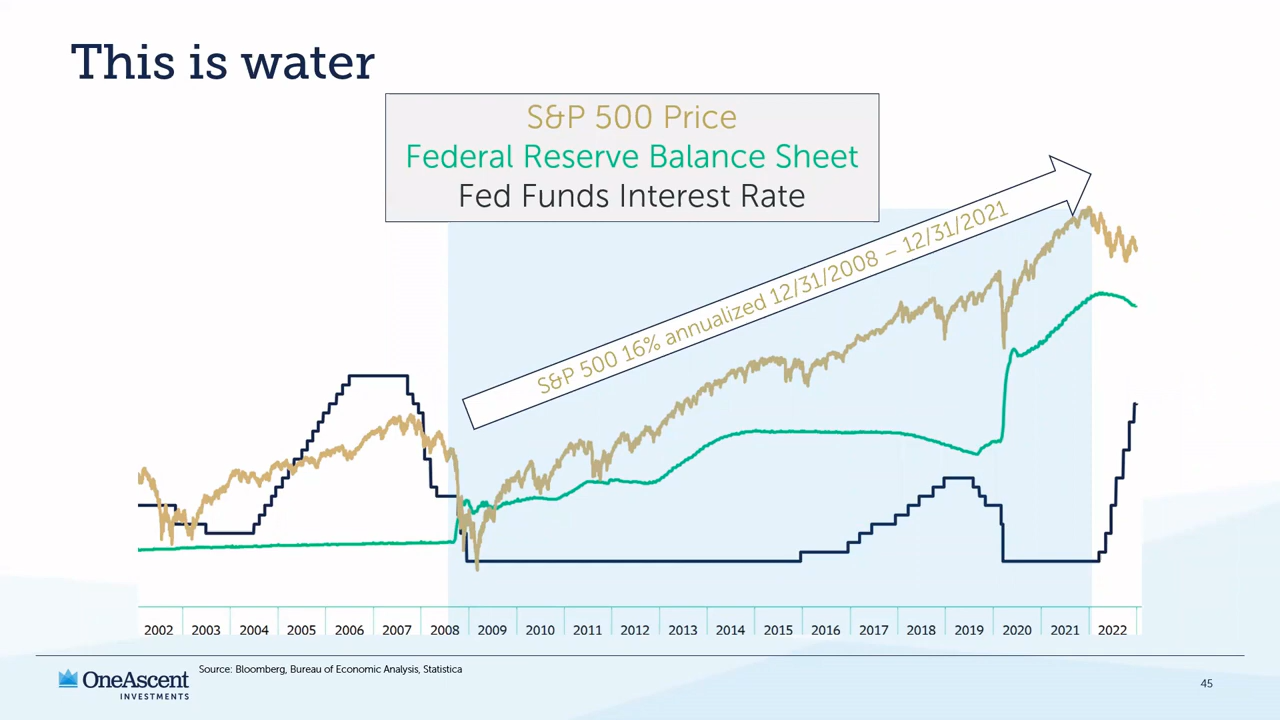 This is water
S&P 500 Price
Federal Reserve Balance Sheet
Fed Funds Interest Rate
S&P 500 16% annualized 12/31/2008 – 12/31/2021
2002 2003 2004 2005 2006 2007 2008 2009 2010 2011 2012 2013 2014 2015 2016 2017 2018 2019 2020 2021 2022
Source: Bloomberg, Bureau of Economic Analysis, Statistica
OneAscent
INVESTMENTS
45